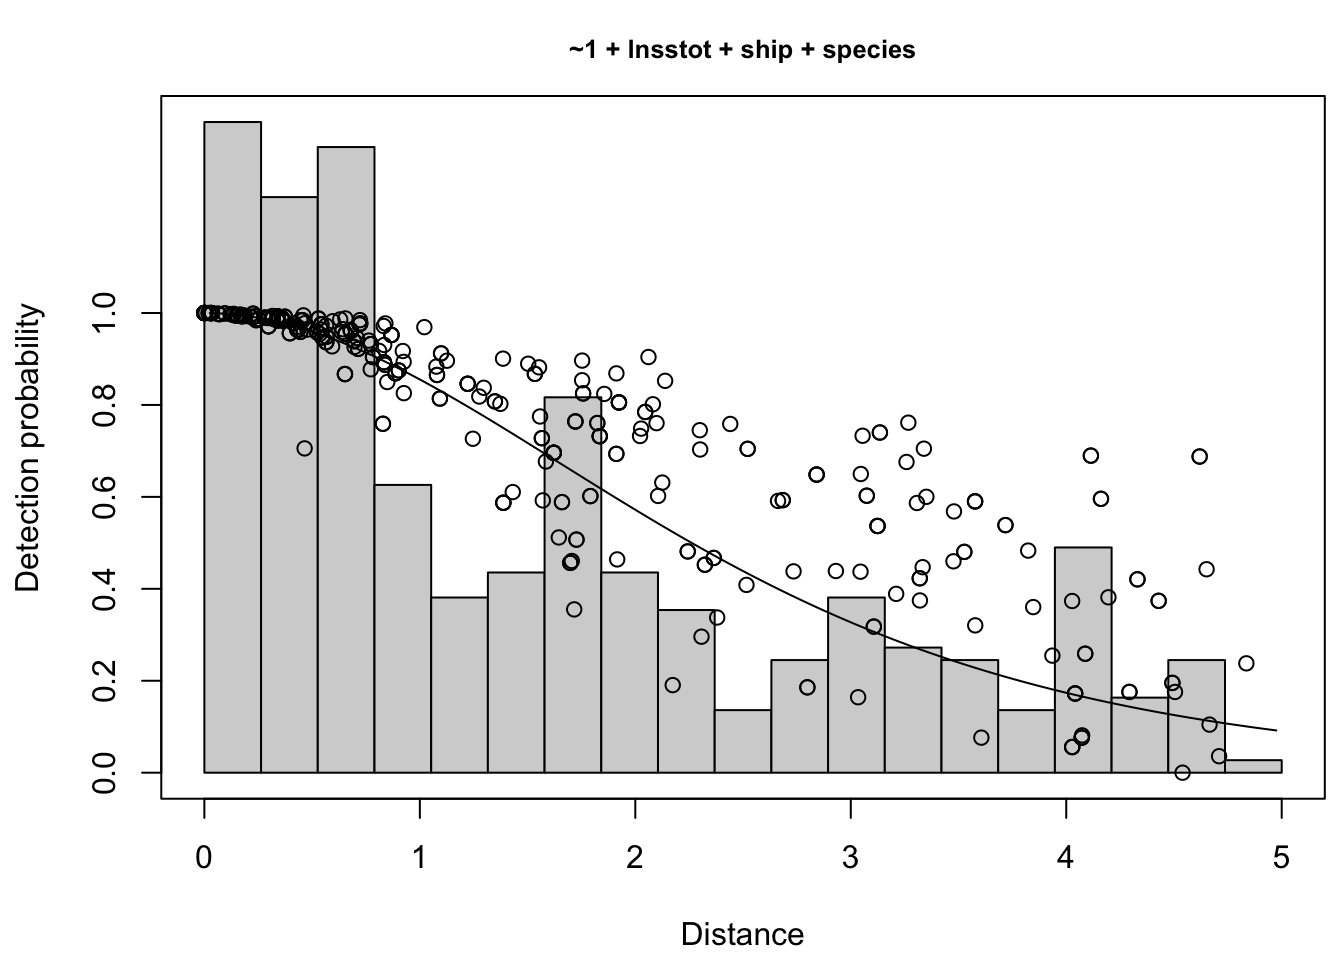 ~1 + lnsstot + ship + species
Detection probability
1.0
0.8
0.6
0.4
0.2
0.0
0 1 2 3 4 5
Distance